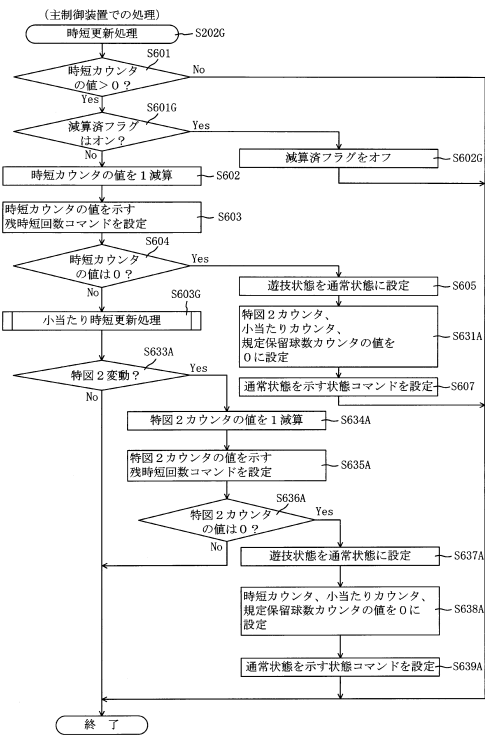 (主制御装置での処理)
時短更新処理
S202G
S601
時短カウンタ
の値>0?
No
Yes
S601G
減算済フラグ
はオン?
Yes
No
減算済フラグをオフ
S602G
時短カウンタの値を1減算
S602
時短カウンタの値を示す
残時短回数コマンドを設定
S603
S604
時短カウンタ
の値は0?
Yes
No
遊技状態を通常状態に設定
S605
S603G
小当たり時短更新処理
特図2カウンタ、
小当たりカウンタ、
規定保留球数カウンタの値を
0に設定
S631A
S633A
特図2変動?
Yes
No
通常状態を示す状態コマンドを設定
S607
特図2カウンタの値を1減算
S634A
特図2カウンタの値を示す
残時短回数コマンドを設定
S635A
S636A
特図2カウンタ
の値は0?
Yes
No
遊技状態を通常状態に設定
S637A
時短カウンタ、小当たりカウンタ、
規定保留球数カウンタの値を0に
設定
S638A
通常状態を示す状態コマンドを設定
S639A
終 了